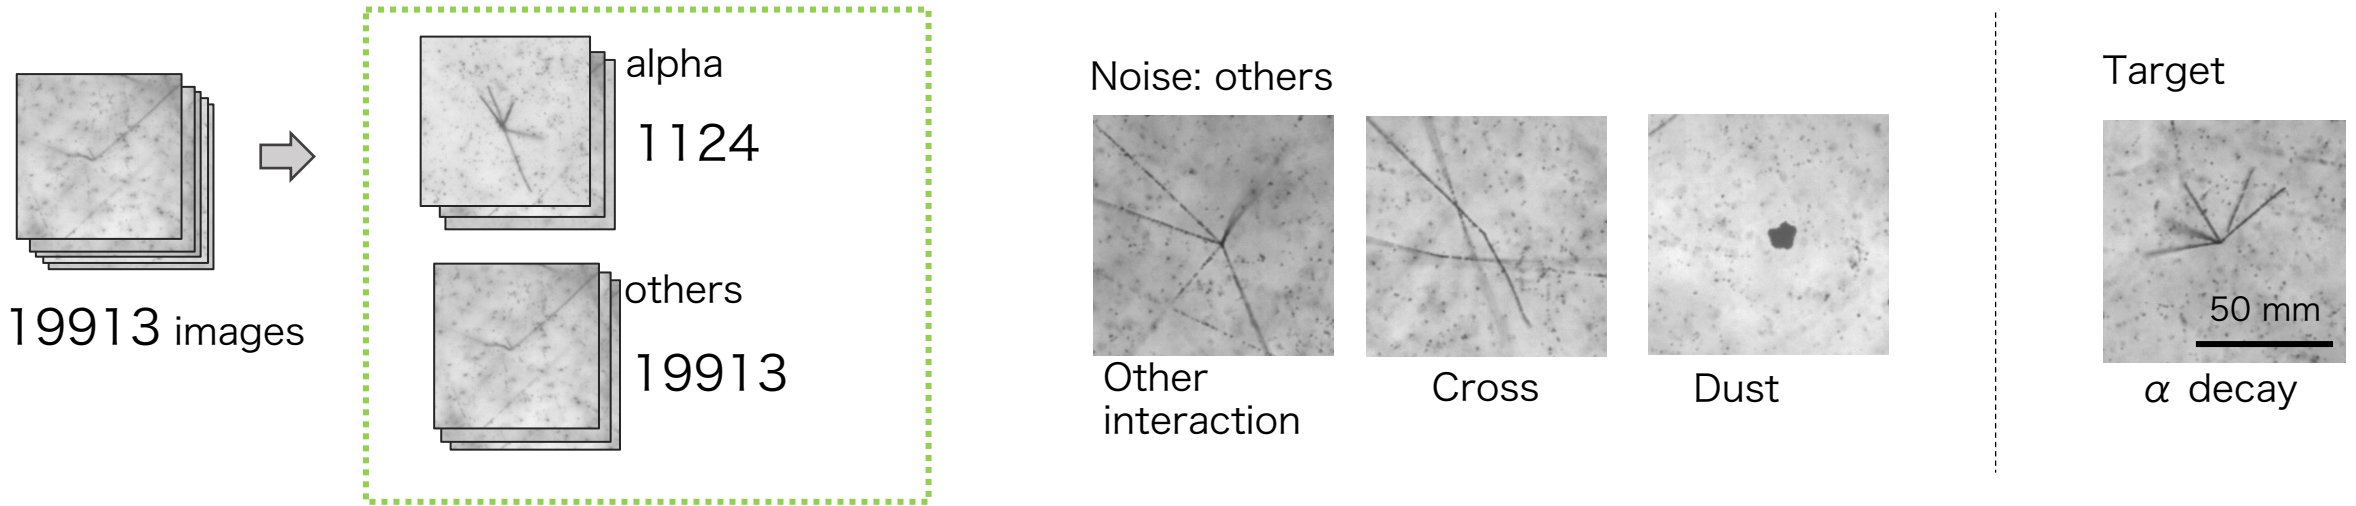 19913 images
alpha
1124
others
19913
Noise: others
Other
interaction
Cross
Dust
Target
50 mm
α decay